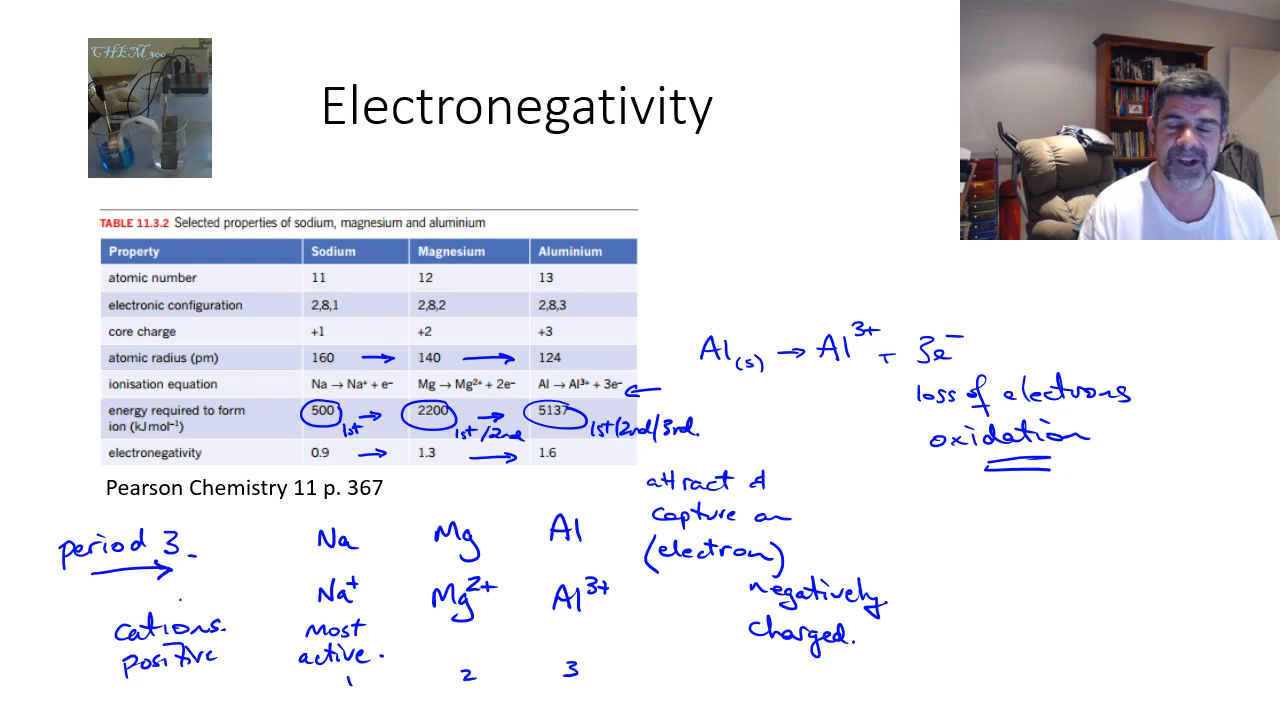 CHEM300
Electronegativity
TABLE 11.3.2 Selected properties of sodium, magnesium and aluminium
Property Sodium Magnesium Aluminium
atomic number 11 12 13
electronic configuration 2,8,1 2,8,2 2,8,3
core charge +1 +2 +3
atomic radius (pm) 160 → 140 → 124
ionisation equation Na → Na⁺ + e⁻ Mg → Mg²⁺ + 2e⁻ Al → Al³⁺ + 3e⁻ ←
energy required to form 500 → 2200 → 5137
ion (kJ mol⁻¹) 1st 1st/2nd 1st/2nd/3rd.
electronegativity 0.9 → 1.3 → 1.6
Pearson Chemistry 11 p. 367
Al(s) → Al³⁺ + 3e⁻
loss of electrons
oxidation
attract &
capture an
(electron)
negatively
charged.
period 3. Na Mg Al
Na⁺ Mg²⁺ Al³⁺
cations. most
positive active.
1 2 3